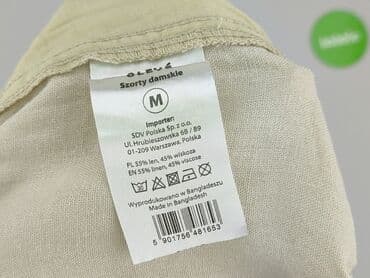 Szorty damskie
M
Importer:
SDV Polska Sp. z o.o.
Ul. Hrubieszowska 6B / 89
01-209 Warszawa, Polska
PL 55% len, 45% wiskoza
EN 55% linen, 45% viscose
Wyprodukowano w Bangladeszu
Made in Bangladesh
5 901756 481653